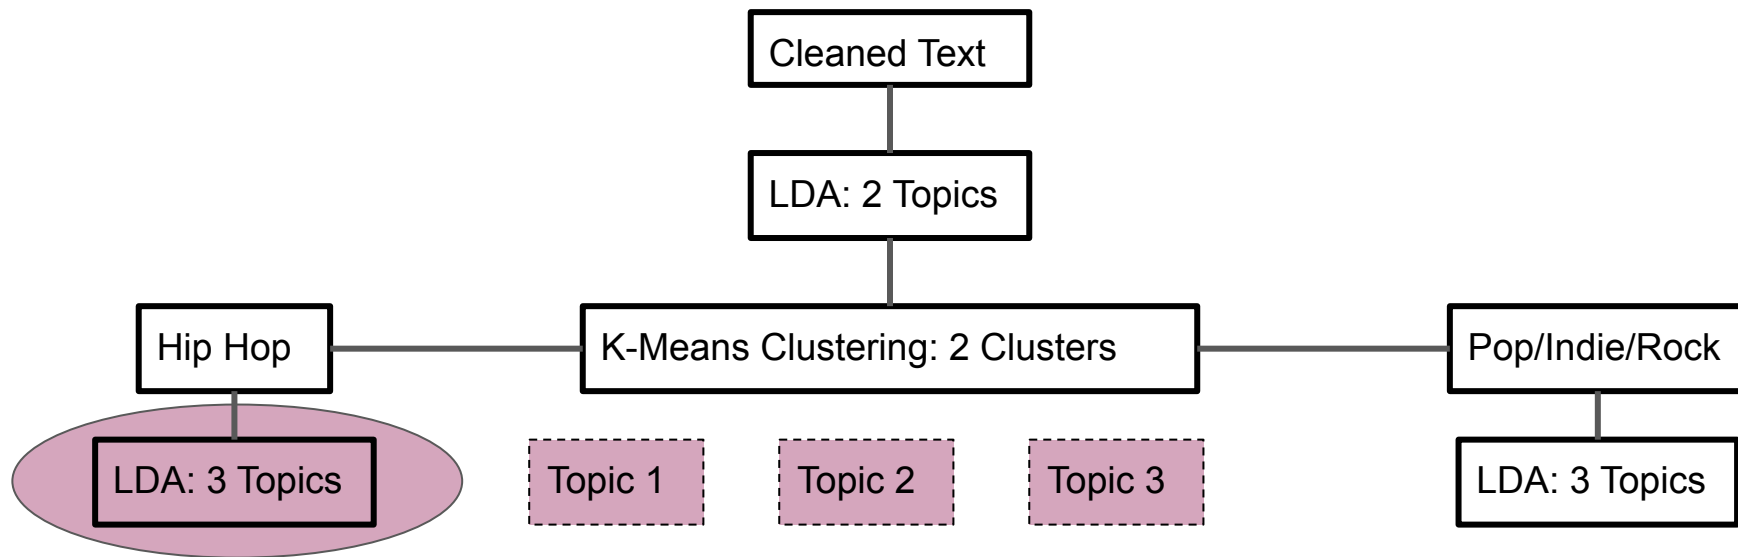 Cleaned Text
LDA: 2 Topics
Hip Hop
K-Means Clustering: 2 Clusters
Pop/Indie/Rock
LDA: 3 Topics
Topic 1
Topic 2
Topic 3
LDA: 3 Topics